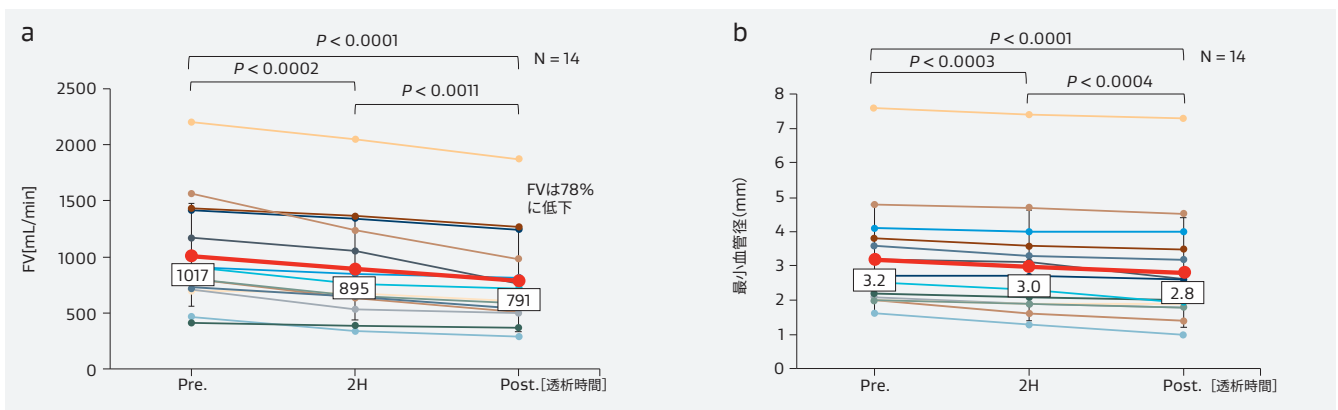 a
P < 0.0001
N = 14
P < 0.0002
P < 0.0011
2500
2000
1500
1000
500
0
FV[mL/min]
FVは78%
に低下
1017
895
791
Pre.
2H
Post.[透析時間]
b
P < 0.0001
N = 14
P < 0.0003
P < 0.0004
8
7
6
5
4
3
2
1
0
最小血管径(mm)
3.2
3.0
2.8
Pre.
2H
Post. [透析時間]